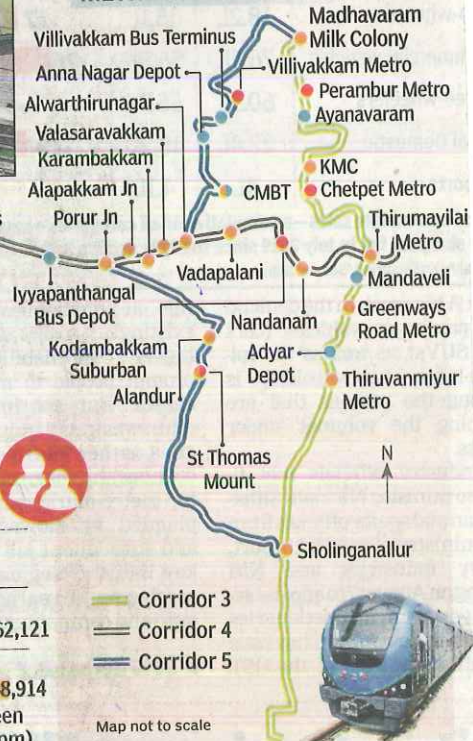 Madhavaram
Milk Colony
Villivakkam Bus Terminus
Villivakkam Metro
Anna Nagar Depot
Perambur Metro
Alwarthirunagar
Ayanavaram
Valasaravakkam
Karambakkam
KMC
Alapakkam Jn
CMBT
Chetpet Metro
Porur Jn
Thirumayilai
Metro
Vadapalani
Mandaveli
Iyyapanthangal
Bus Depot
Nandanam
Greenways
Road Metro
Kodambakkam
Suburban
Adyar
Depot
Alandur
Thiruvanmiyur
Metro
St Thomas
Mount
N
Sholinganallur
Corridor 3
Corridor 4
Corridor 5
Map not to scale